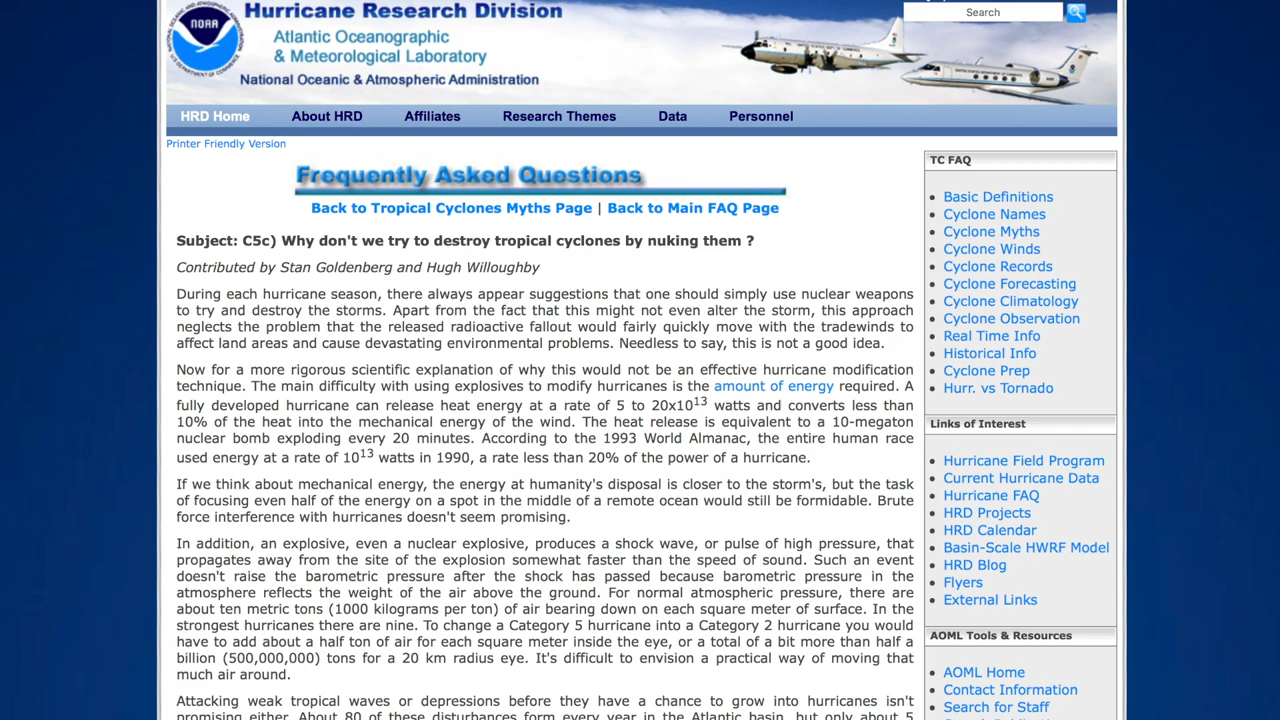 Hurricane Research Division
Search
NOAA
Atlantic Oceanographic
& Meteorological Laboratory
National Oceanic & Atmospheric Administration
HRD Home About HRD Affiliates Research Themes Data Personnel
Printer Friendly Version
Frequently Asked Questions
Back to Tropical Cyclones Myths Page | Back to Main FAQ Page
Subject: C5c) Why don't we try to destroy tropical cyclones by nuking them ?
Contributed by Stan Goldenberg and Hugh Willoughby
During each hurricane season, there always appear suggestions that one should simply use nuclear weapons
to try and destroy the storms. Apart from the fact that this might not even alter the storm, this approach
neglects the problem that the released radioactive fallout would fairly quickly move with the tradewinds to
affect land areas and cause devastating environmental problems. Needless to say, this is not a good idea.
Now for a more rigorous scientific explanation of why this would not be an effective hurricane modification
technique. The main difficulty with using explosives to modify hurricanes is the amount of energy required. A
fully developed hurricane can release heat energy at a rate of 5 to 20x10¹³ watts and converts less than
10% of the heat into the mechanical energy of the wind. The heat release is equivalent to a 10-megaton
nuclear bomb exploding every 20 minutes. According to the 1993 World Almanac, the entire human race
used energy at a rate of 10¹³ watts in 1990, a rate less than 20% of the power of a hurricane.
If we think about mechanical energy, the energy at humanity's disposal is closer to the storm's, but the task
of focusing even half of the energy on a spot in the middle of a remote ocean would still be formidable. Brute
force interference with hurricanes doesn't seem promising.
In addition, an explosive, even a nuclear explosive, produces a shock wave, or pulse of high pressure, that
propagates away from the site of the explosion somewhat faster than the speed of sound. Such an event
doesn't raise the barometric pressure after the shock has passed because barometric pressure in the
atmosphere reflects the weight of the air above the ground. For normal atmospheric pressure, there are
about ten metric tons (1000 kilograms per ton) of air bearing down on each square meter of surface. In the
strongest hurricanes there are nine. To change a Category 5 hurricane into a Category 2 hurricane you would
have to add about a half ton of air for each square meter inside the eye, or a total of a bit more than half a
billion (500,000,000) tons for a 20 km radius eye. It's difficult to envision a practical way of moving that
much air around.
Attacking weak tropical waves or depressions before they have a chance to grow into hurricanes isn't
promising either. About 80 of these disturbances form every year in the Atlantic basin, but only about 5
TC FAQ
Basic Definitions
Cyclone Names
Cyclone Myths
Cyclone Winds
Cyclone Records
Cyclone Forecasting
Cyclone Climatology
Cyclone Observation
Real Time Info
Historical Info
Cyclone Prep
Hurr. vs Tornado
Links of Interest
Hurricane Field Program
Current Hurricane Data
Hurricane FAQ
HRD Projects
HRD Calendar
Basin-Scale HWRF Model
HRD Blog
Flyers
External Links
AOML Tools & Resources
AOML Home
Contact Information
Search for Staff